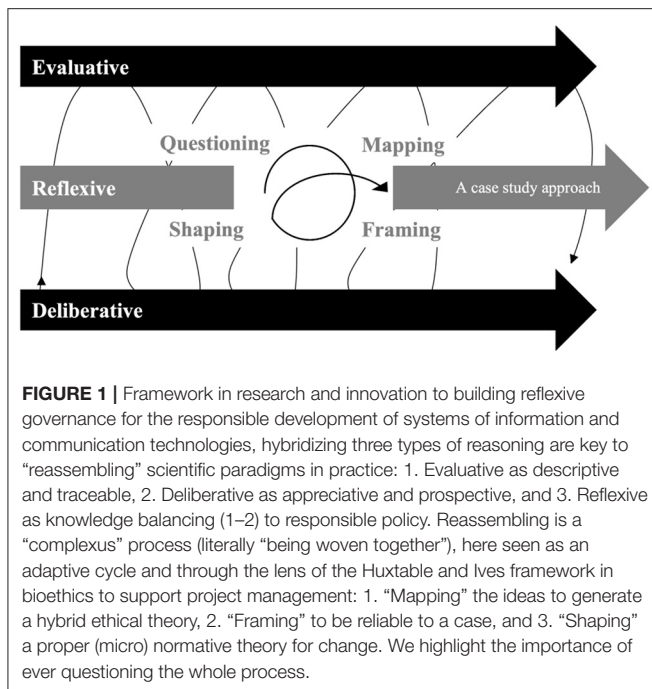 Evaluative
Questioning
Mapping
Reflexive
A case study approach
Shaping
Framing
Deliberative
FIGURE 1 | Framework in research and innovation to building reflexive
governance for the responsible development of systems of information and
communication technologies, hybridizing three types of reasoning are key to
“reassembling” scientific paradigms in practice: 1. Evaluative as descriptive
and traceable, 2. Deliberative as appreciative and prospective, and 3. Reflexive
as knowledge balancing (1–2) to responsible policy. Reassembling is a
“complexus” process (literally “being woven together”), here seen as an
adaptive cycle and through the lens of the Huxtable and Ives framework in
bioethics to support project management: 1. “Mapping” the ideas to generate
a hybrid ethical theory, 2. “Framing” to be reliable to a case, and 3. “Shaping”
a proper (micro) normative theory for change. We highlight the importance of
ever questioning the whole process.